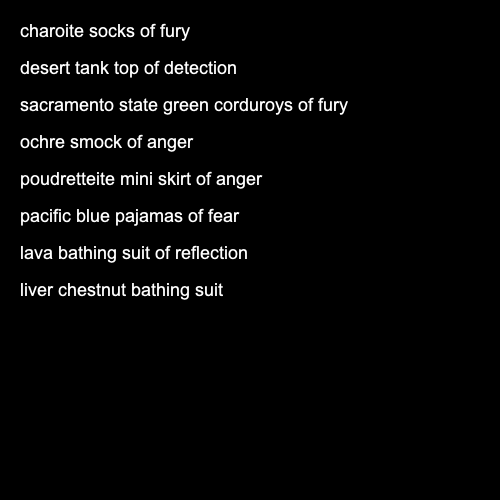 charoite socks of fury
desert tank top of detection
sacramento state green corduroys of fury
ochre smock of anger
poudretteite mini skirt of anger
pacific blue pajamas of fear
lava bathing suit of reflection
liver chestnut bathing suit